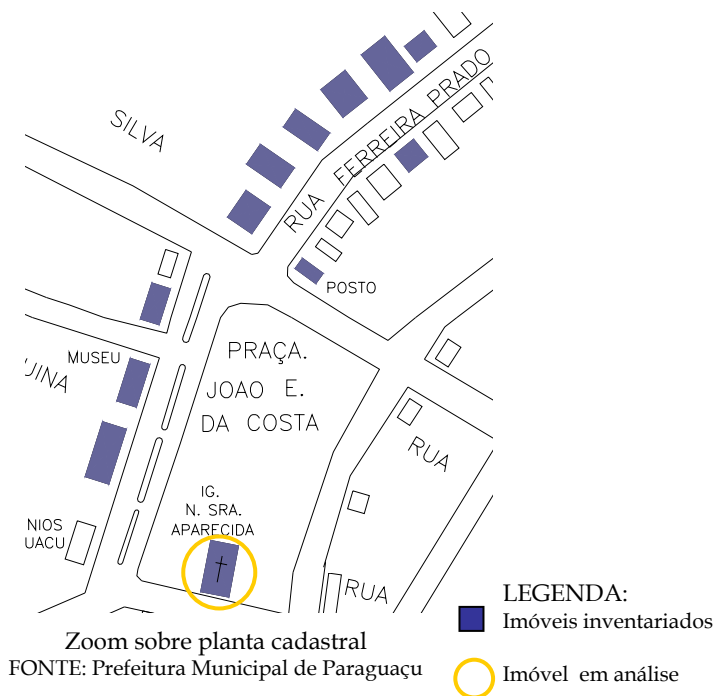 SILVA
RUA FERREIRA PRADO
POSTO
MUSEU
UINA
PRAÇA.
JOAO E.
DA COSTA
RUA
IG.
N. SRA.
APARECIDA
NIOS
UACU
RUA
LEGENDA:
Imóveis inventariados
Imóvel em análise
Zoom sobre planta cadastral
FONTE: Prefeitura Municipal de Paraguaçu